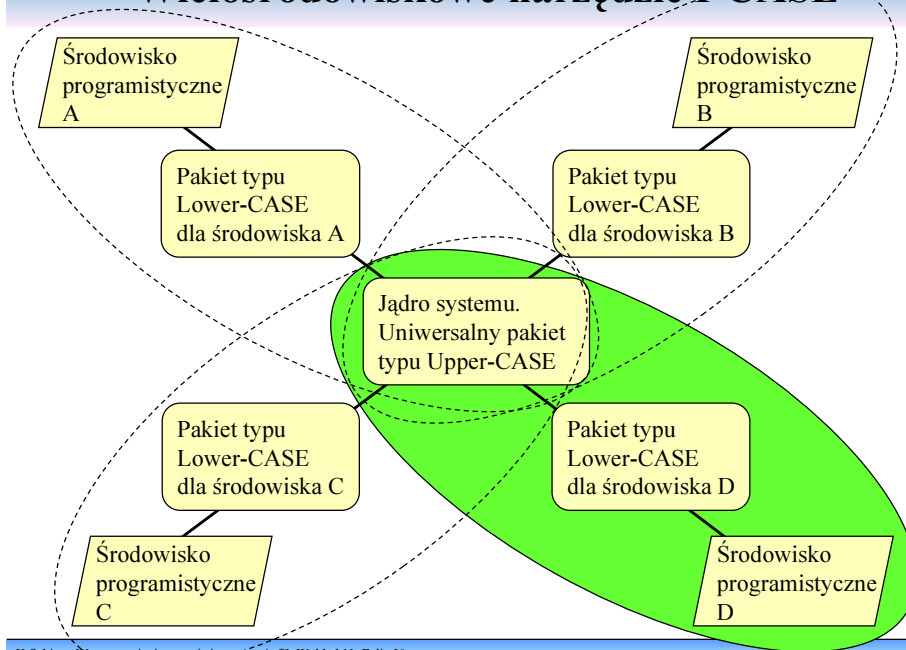 Wielośrodowiskowe narzędzie I-CASE
Środowisko
programistyczne
A
Środowisko
programistyczne
B
Pakiet typu
Lower-CASE
dla środowiska A
Pakiet typu
Lower-CASE
dla środowiska B
Jądro systemu.
Uniwersalny pakiet
typu Upper-CASE
Pakiet typu
Lower-CASE
dla środowiska C
Pakiet typu
Lower-CASE
dla środowiska D
Środowisko
programistyczne
C
Środowisko
programistyczne
D